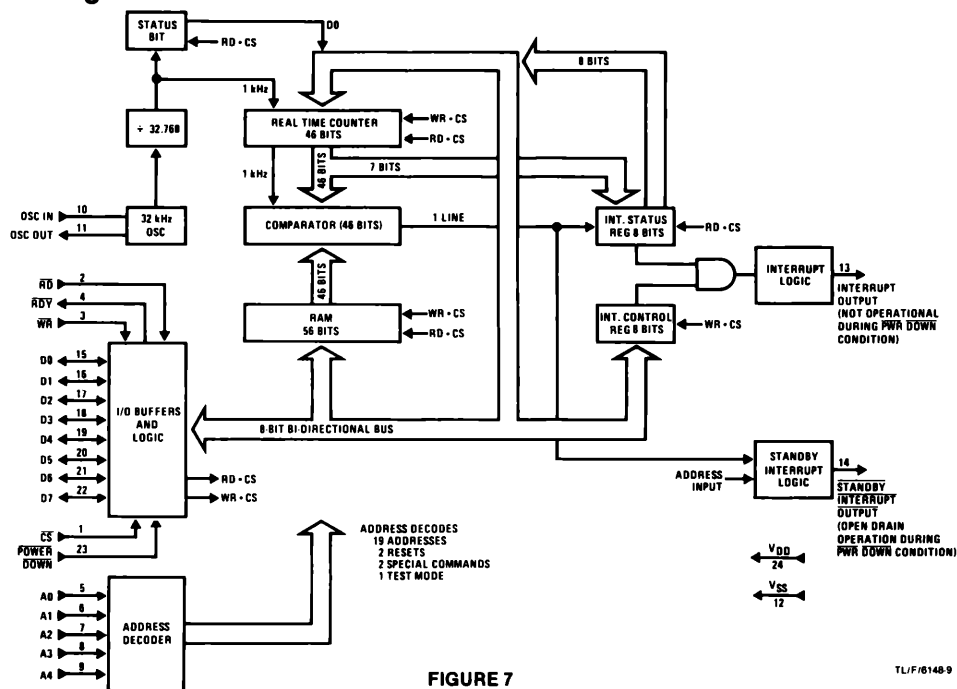 STATUS
BIT
D0
RD • CS
8 BITS
1 kHz
÷ 32.768
REAL TIME COUNTER
46 BITS
WR • CS
RD • CS
1 kHz
46 BITS
7 BITS
OSC IN
10
OSC OUT
11
32 kHz
OSC
COMPARATOR (46 BITS)
1 LINE
INT. STATUS
REG 8 BITS
RD • CS
46 BITS
RD
2
RDY
4
WR
3
RAM
56 BITS
WR • CS
RD • CS
INT. CONTROL
REG 8 BITS
WR • CS
INTERRUPT
LOGIC
13
INTERRUPT
OUTPUT
(NOT OPERATIONAL
DURING PWR DOWN
CONDITION)
D0
15
D1
16
D2
17
D3
18
D4
19
D5
20
D6
21
D7
22
I/O BUFFERS
AND
LOGIC
8-BIT BI-DIRECTIONAL BUS
RD • CS
WR • CS
CS
1
POWER
DOWN
23
ADDRESS
INPUT
STANDBY
INTERRUPT
LOGIC
14
STANDBY
INTERRUPT
OUTPUT
(OPEN DRAIN
OPERATION DURING
PWR DOWN CONDITION)
ADDRESS DECODES
19 ADDRESSES
2 RESETS
2 SPECIAL COMMANDS
1 TEST MODE
VDD
24
VSS
12
A0
5
A1
6
A2
7
A3
8
A4
9
ADDRESS
DECODER
FIGURE 7
TL/F/6148-9